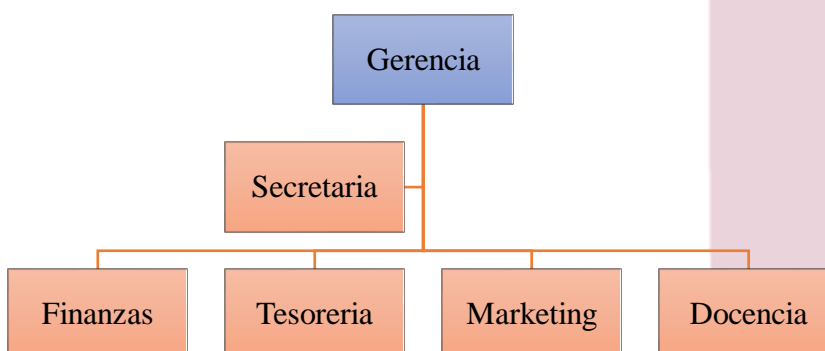 Gerencia
Secretaria
Finanzas
Tesoreria
Marketing
Docencia